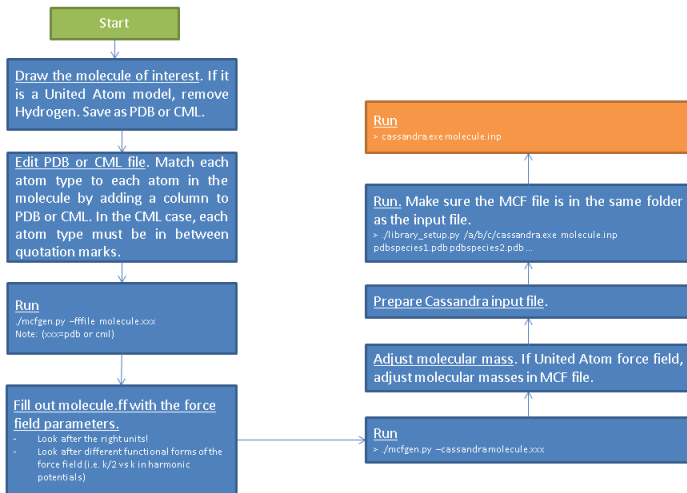 Start
Draw the molecule of interest. If it
is a United Atom model, remove
Hydrogen. Save as PDB or CML.
Edit PDB or CML file. Match each
atom type to each atom in the
molecule by adding a column to
PDB or CML. In the CML case, each
atom type must be in between
quotation marks.
Run
./mcfgen.py –fffile molecule.xxx
Note: (xxx=pdb or cml)
Fill out molecule.ff with the force
field parameters.
- Look after the right units!
- Look after different functional forms of the
force field (i.e. k/2 vs k in harmonic
potentials)
Run
> ./mcfgen.py –cassandra molecule.xxx
Adjust molecular mass. If United Atom force field,
adjust molecular masses in MCF file.
Prepare Cassandra input file.
Run. Make sure the MCF file is in the same folder
as the input file.
> ./library_setup.py /a/b/c/cassandra.exe molecule.inp
pdbspecies1.pdb pdbspecies2.pdb ...
Run
> cassandra.exe molecule.inp